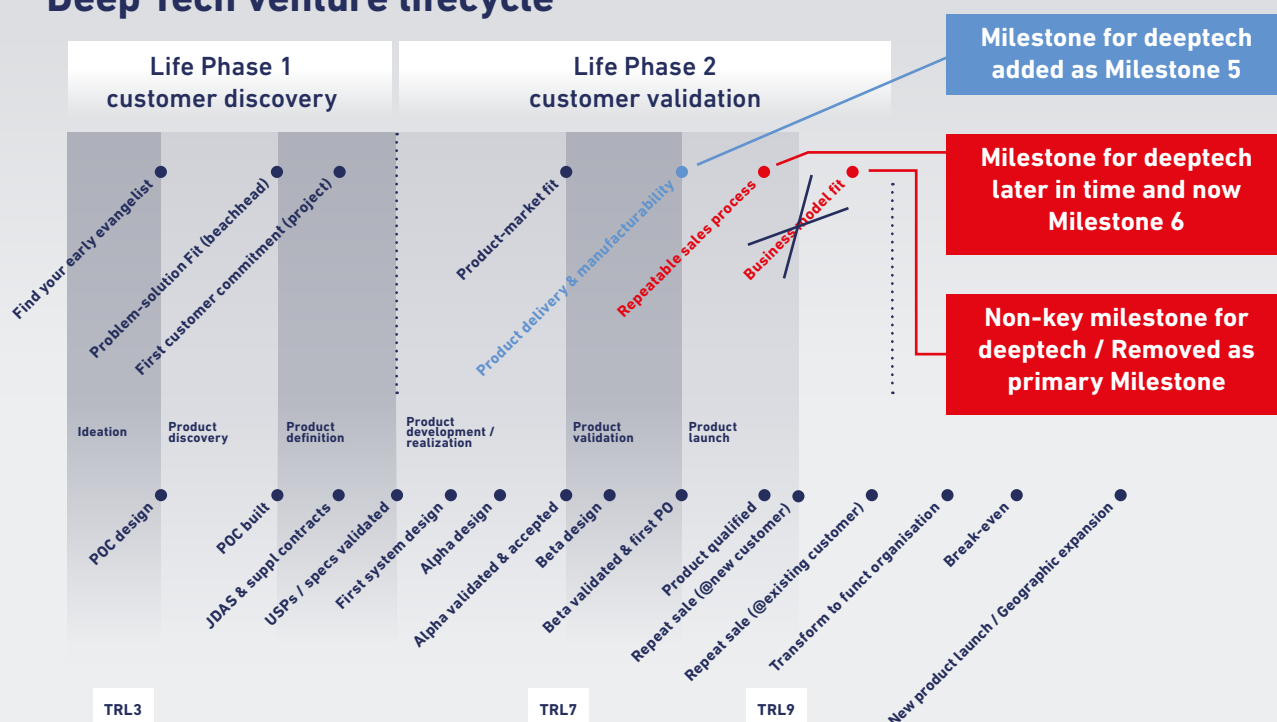 Deep Tech venture lifecycle
Life Phase 1
customer discovery
Life Phase 2
customer validation
Milestone for deeptech
added as Milestone 5
Milestone for deeptech
later in time and now
Milestone 6
Non-key milestone for
deeptech / Removed as
primary Milestone
Find your early evangelist
Problem-solution Fit (beachhead)
First customer commitment (project)
Product-market fit
Product delivery & manufacturability
Repeatable sales process
Business model fit
Ideation
Product
discovery
Product
definition
Product
development /
realization
Product
validation
Product
launch
POC design
POC built
JDAS & suppl contracts
USPs / specs validated
First system design
Alpha design
Alpha validated & accepted
Beta design
Beta validated & first PO
Product qualified
Repeat sale (@new customer)
Repeat sale (@existing customer)
Transform to funct organisation
Break-even
New product launch / Geographic expansion
TRL3
TRL7
TRL9